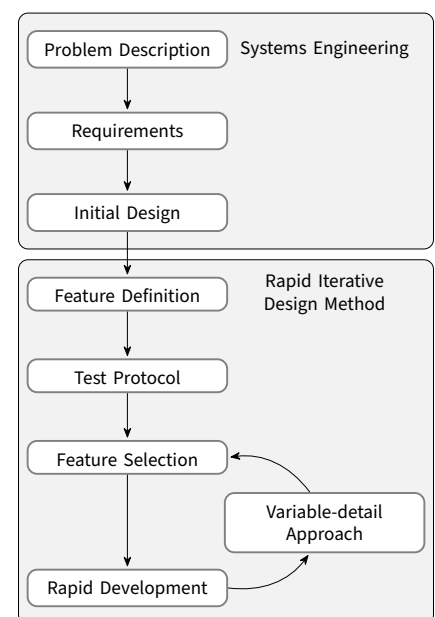 Problem Description
Systems Engineering
Requirements
Initial Design
Feature Definition
Rapid Iterative
Design Method
Test Protocol
Feature Selection
Variable-detail
Approach
Rapid Development